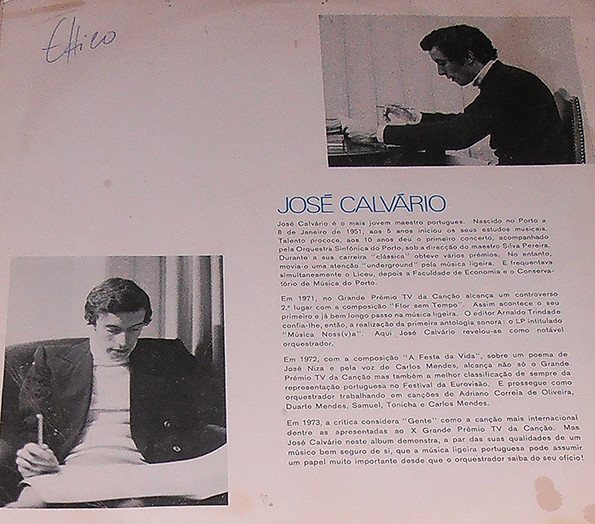 JOSÉ CALVÁRIO
José Calvário é o mais jovem maestro portugues. Nascido no Porto a
8 de Janeiro de 1951, aos 5 anos iniciou os seus estudos musicais.
Talento prococe, aos 10 anos deu o primeiro concerto, acompanhado
pela Orquestra Sinfónica do Porto, sob a direcção do maestro Silva Pereira.
Durante a sua carreira "clássica" obteve vários prémios. No entanto,
movia-o uma atenção "underground" pela música ligeira. E frequentava
simultaneamente o Liceu, depois a Faculdade de Economia e o Conserva-
tório de Música do Porto.
Em 1971, no Grande Prémio TV da Canção alcança um controverso
2.º lugar com a composição "Flor sem Tempo". Assim acontece o seu
primeiro e já bem longo passo na música ligeira. O editor Arnaldo Trindade
confia-lhe, então, a realização da primeira antologia sonora: o LP intitulado
"Música Noss(v)a". Aqui José Calvário revelou-se como notável
orquestrador.
Em 1972, com a composição "A Festa da Vida", sobre um poema de
José Niza e pela voz de Carlos Mendes, alcança não só o Grande
Prémio TV da Canção mas também a melhor classificação de sempre da
representação portuguesa no Festival da Eurovisão. E prossegue como
orquestrador trabalhando em canções de Adriano Correia de Oliveira,
Duarte Mendes, Samuel, Tonicha e Carlos Mendes.
Em 1973, a crítica considera "Gente" como a canção mais internacional
dentre as apresentadas ao X Grande Prémio TV da Canção. Mas
José Calvário neste album demonstra, a par das suas qualidades de um
músico bem seguro de si, que a música ligeira portuguesa pode assumir
um papel muito importante desde que o orquestrador saiba do seu ofício!